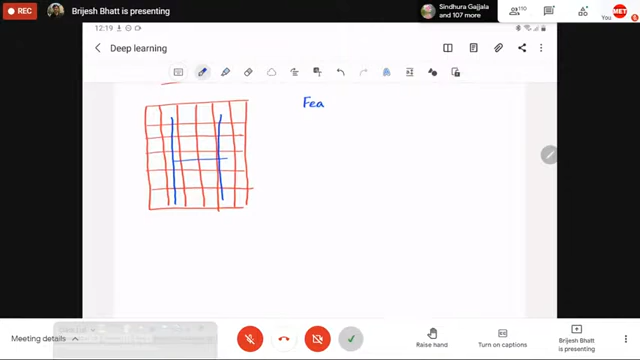 REC
Brijesh Bhatt is presenting
Sindhura Gajjala
and 107 more
110
You
MET
12:19
Deep learning
Fea
Meeting details
Raise hand
Turn on captions
Brijesh Bhatt
is presenting